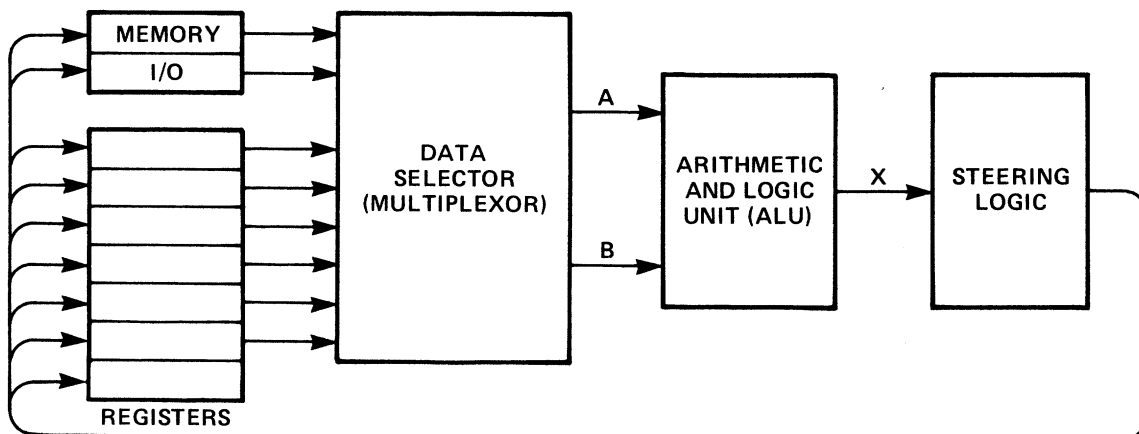 MEMORY
I/O
REGISTERS
DATA
SELECTOR
(MULTIPLEXOR)
A
B
ARITHMETIC
AND LOGIC
UNIT (ALU)
X
STEERING
LOGIC